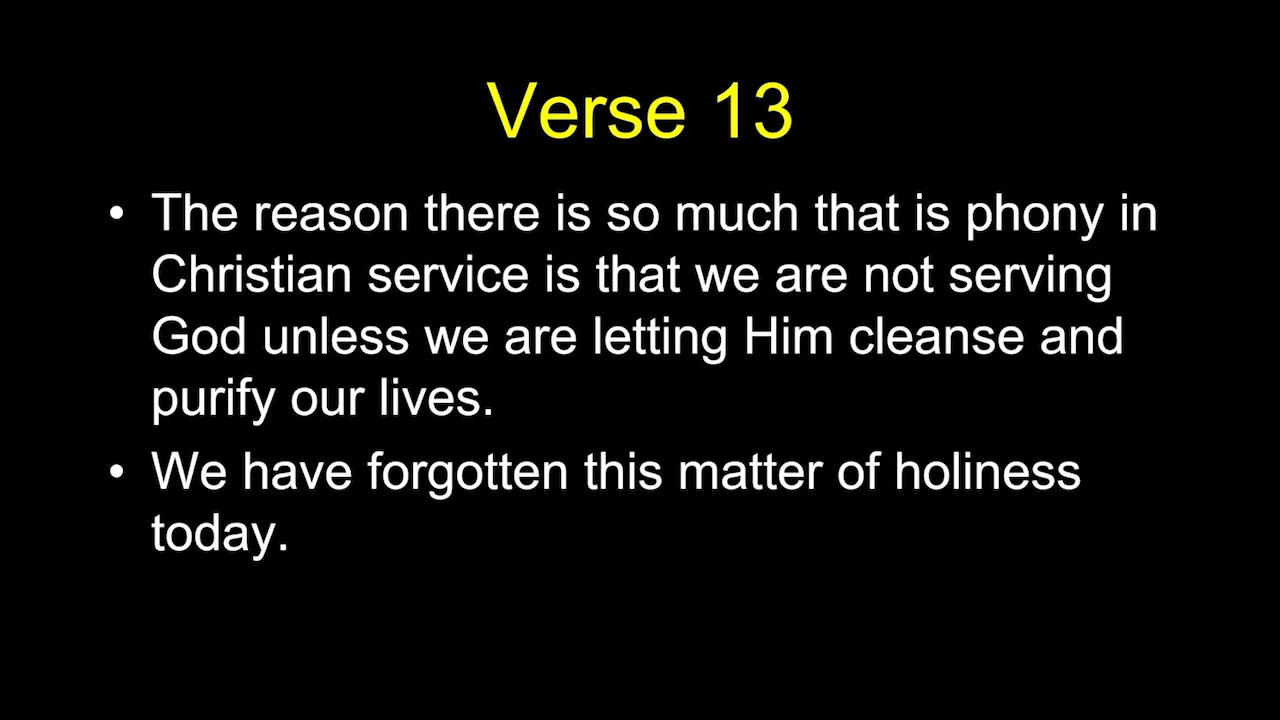 Verse 13
• The reason there is so much that is phony in
Christian service is that we are not serving
God unless we are letting Him cleanse and
purify our lives.
• We have forgotten this matter of holiness
today.